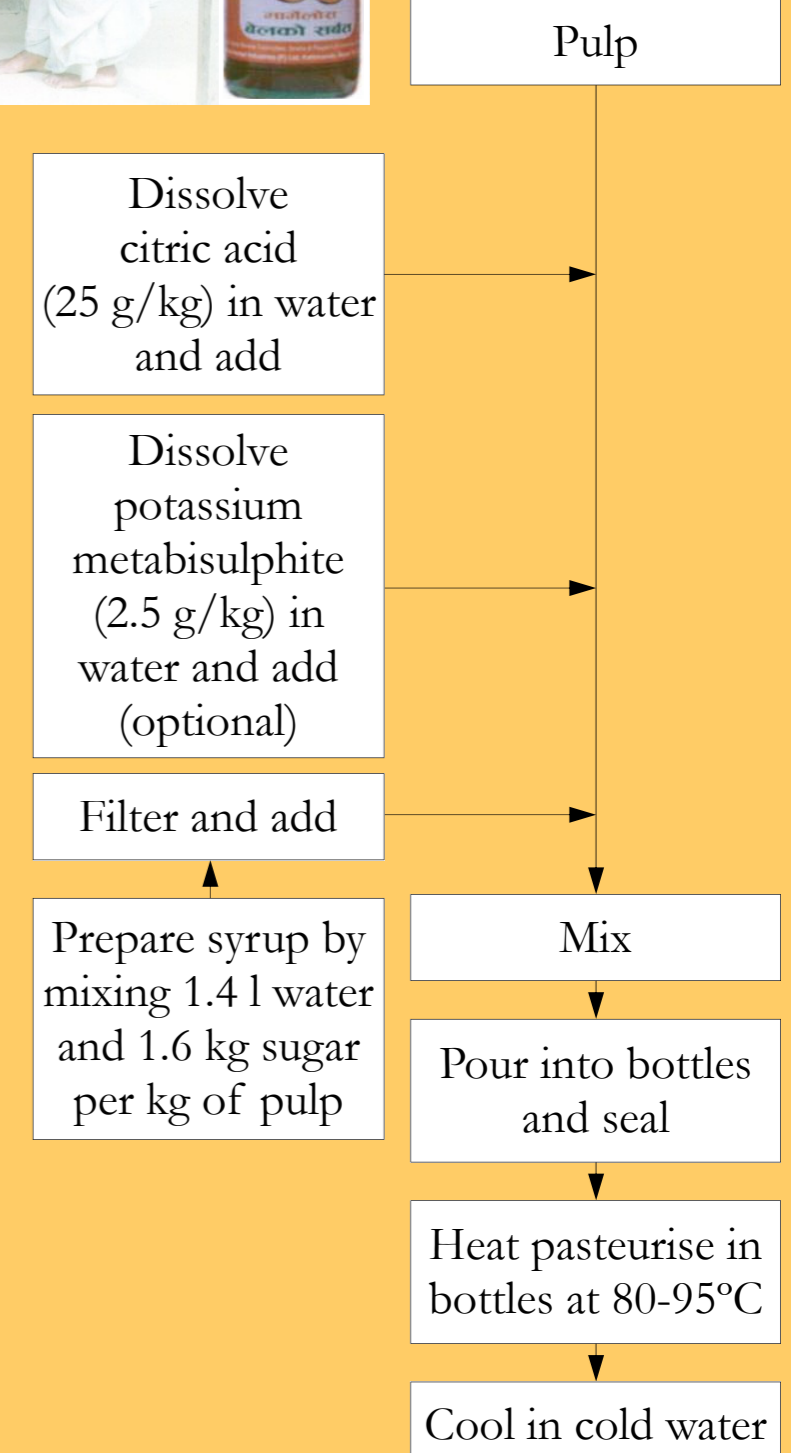 बेलको सर्बत
Pulp
Dissolve
citric acid
(25 g/kg) in water
and add
Dissolve
potassium
metabisulphite
(2.5 g/kg) in
water and add
(optional)
Filter and add
Prepare syrup by
mixing 1.4 l water
and 1.6 kg sugar
per kg of pulp
Mix
Pour into bottles
and seal
Heat pasteurise in
bottles at 80-95ºC
Cool in cold water